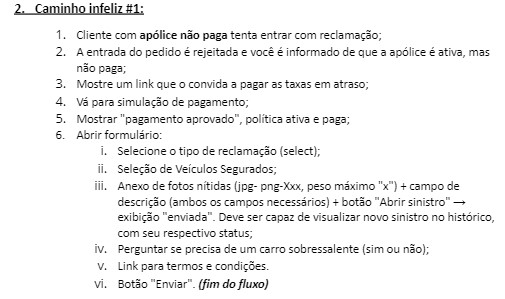 2. Caminho infeliz #1:
1. Cliente com apólice não paga tenta entrar com reclamação;
2. A entrada do pedido é rejeitada e você é informado de que a apólice é ativa, mas
não paga;
3. Mostre um link que o convida a pagar as taxas em atraso;
4. Vá para simulação de pagamento;
5. Mostrar "pagamento aprovado", política ativa e paga;
6. Abrir formulário:
i. Selecione o tipo de reclamação (select);
ii. Seleção de Veículos Segurados;
iii. Anexo de fotos nítidas (jpg- png-Xxx, peso máximo "x") + campo de
descrição (ambos os campos necessários) + botão "Abrir sinistro" →
exibição "enviada". Deve ser capaz de visualizar novo sinistro no histórico,
com seu respectivo status;
iv. Perguntar se precisa de um carro sobressalente (sim ou não);
v. Link para termos e condições.
vi. Botão "Enviar". (fim do fluxo)